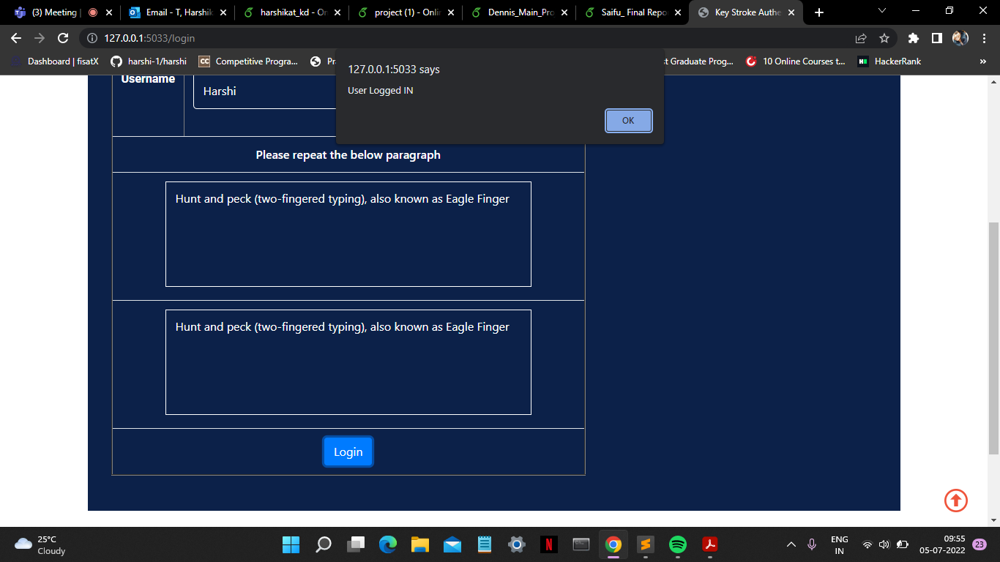 (3) Meeting |
Email - T, Harshik
harshikat_kd - On
project (1) - Onlin
Dennis_Main_Pro
Saifu_ Final Repo
Key Stroke Authe
127.0.0.1:5033/login
Dashboard | fisatX
harshi-1/harshi
CC
Competitive Progra...
Pr
st Graduate Prog...
10 Online Courses t...
HackerRank
»
127.0.0.1:5033 says
User Logged IN
OK
Username
Harshi
Please repeat the below paragraph
Hunt and peck (two-fingered typing), also known as Eagle Finger
Hunt and peck (two-fingered typing), also known as Eagle Finger
Login
25°C
Cloudy
ENG
IN
09:55
05-07-2022
23